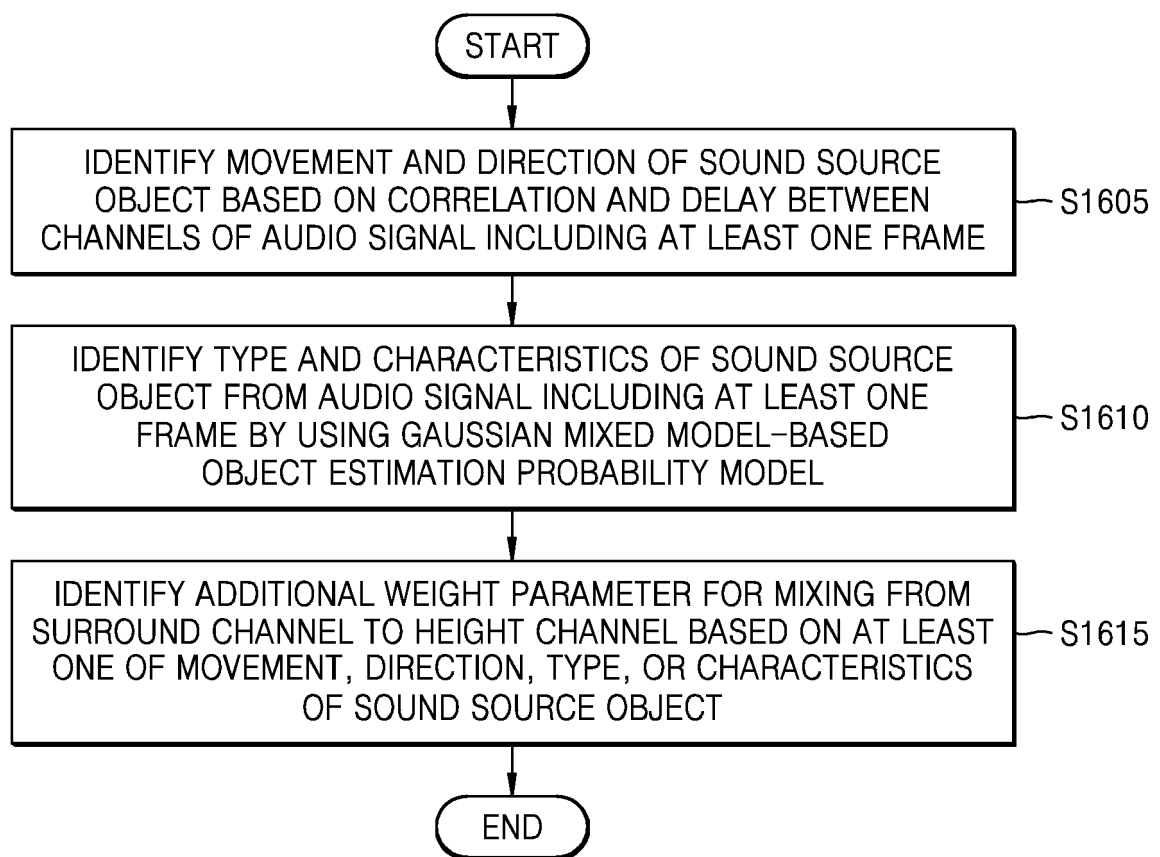 START
IDENTIFY MOVEMENT AND DIRECTION OF SOUND SOURCE
OBJECT BASED ON CORRELATION AND DELAY BETWEEN
CHANNELS OF AUDIO SIGNAL INCLUDING AT LEAST ONE FRAME
S1605
IDENTIFY TYPE AND CHARACTERISTICS OF SOUND SOURCE
OBJECT FROM AUDIO SIGNAL INCLUDING AT LEAST ONE
FRAME BY USING GAUSSIAN MIXED MODEL-BASED
OBJECT ESTIMATION PROBABILITY MODEL
S1610
IDENTIFY ADDITIONAL WEIGHT PARAMETER FOR MIXING FROM
SURROUND CHANNEL TO HEIGHT CHANNEL BASED ON AT LEAST
ONE OF MOVEMENT, DIRECTION, TYPE, OR CHARACTERISTICS
OF SOUND SOURCE OBJECT
S1615
END